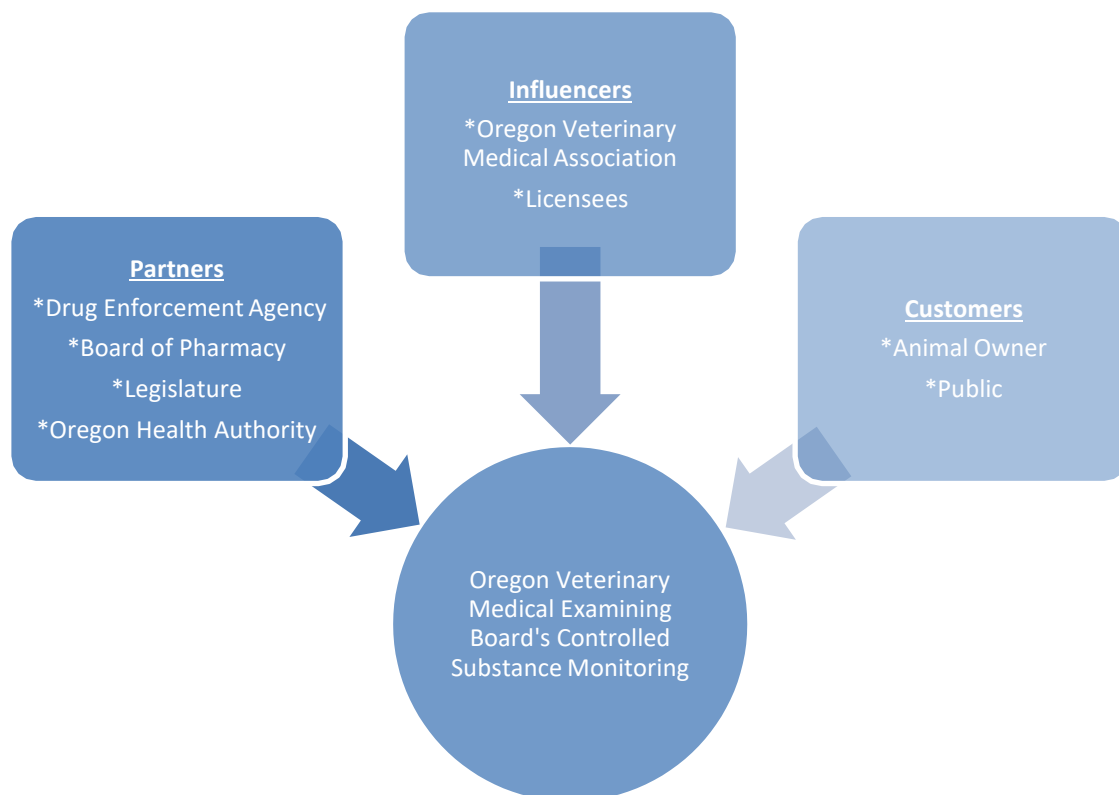 Influencers
*Oregon Veterinary
Medical Association
*Licensees
Partners
*Drug Enforcement Agency
*Board of Pharmacy
*Legislature
*Oregon Health Authority
Customers
*Animal Owner
*Public
Oregon Veterinary
Medical Examining
Board's Controlled
Substance Monitoring